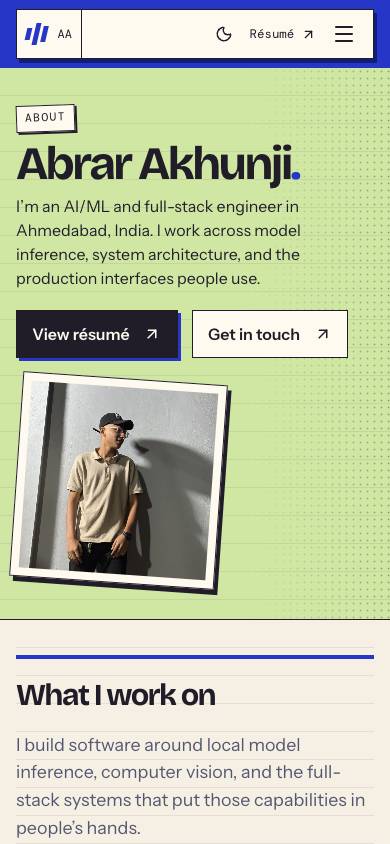 AA
Résumé
ABOUT
Abrar Akhunji.
I’m an AI/ML and full-stack engineer in
Ahmedabad, India. I work across model
inference, system architecture, and the
production interfaces people use.
View résumé
Get in touch
What I work on
I build software around local model
inference, computer vision, and the full-
stack systems that put those capabilities in
people’s hands.